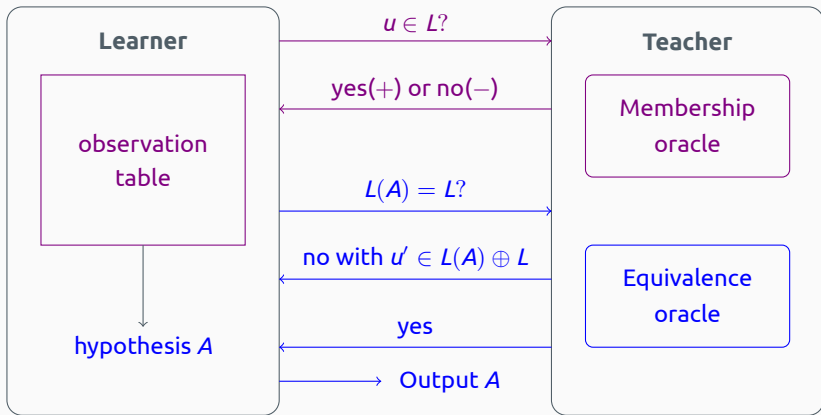 Learner
observation
table
hypothesis A
u ∈ L?
yes(+) or no(−)
L(A) = L?
no with u′ ∈ L(A) ⊕ L
yes
Output A
Teacher
Membership
oracle
Equivalence
oracle